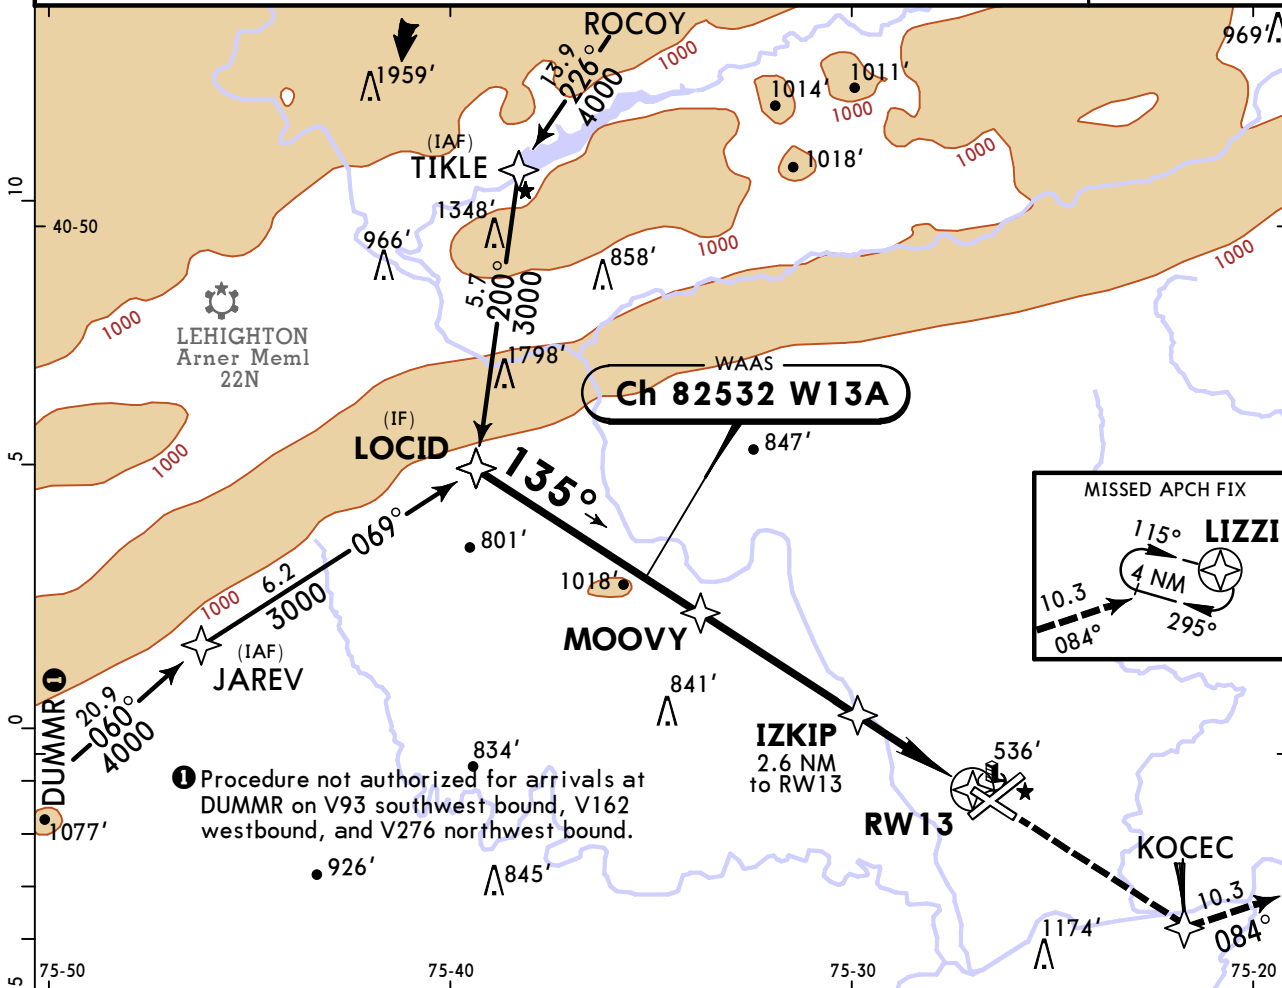 ROCOY
13.9
226°
4000
1959'
1014'
1011'
969'
1000
1000
1018'
1000
(IAF)
TIKLE
10
40-50
1348'
966'
858'
1000
1000
5.7
200°
3000
1000
LEHIGHTON
Arner Meml
22N
1798'
WAAS
Ch 82532 W13A
(IF)
LOCID
847'
5
1000
135°
MISSED APCH FIX
LIZZI
115°
4 NM
10.3
084°
295°
069°
801'
6.2
3000
1000
1018'
MOOVY
(IAF)
JAREV
DUMMR 1
20.9
060°
4000
841'
0
IZKIP
2.6 NM
to RW13
834'
536'
1 Procedure not authorized for arrivals at
DUMMR on V93 southwest bound, V162
westbound, and V276 northwest bound.
RW13
1077'
926'
845'
KOCEC
10.3
084°
1174'
5
75-50
75-40
75-30
75-20